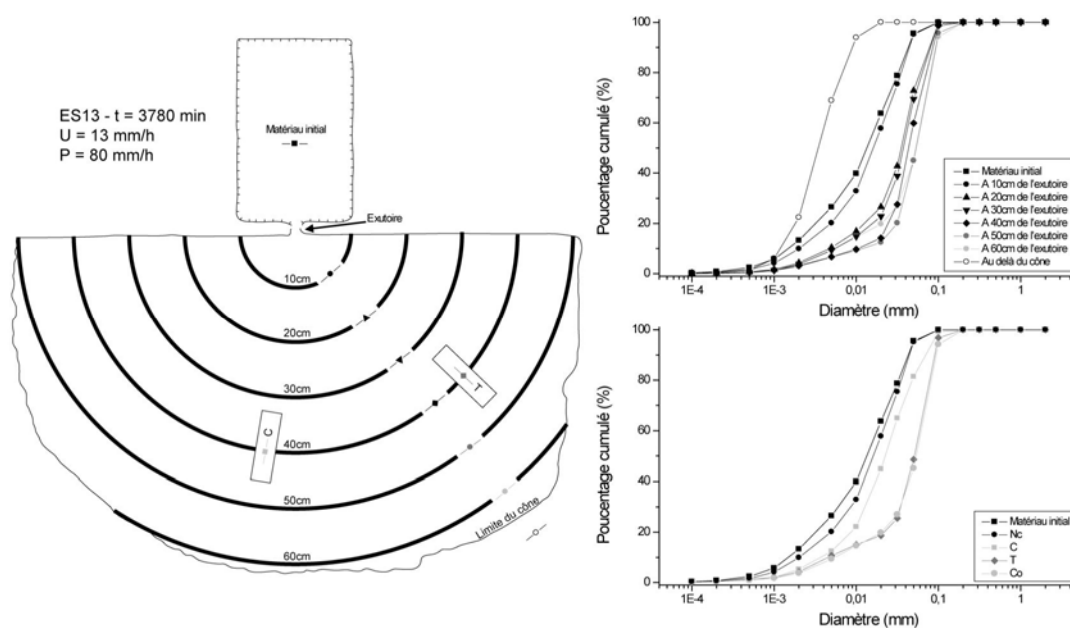 ES13 - t = 3780 min
U = 13 mm/h
P = 80 mm/h
Matériau initial
Exutoire
10cm
20cm
30cm
40cm
50cm
60cm
C
T
Limite du cône
Poucentage cumulé (%)
100
80
60
40
20
0
1E-4
1E-3
0,01
0,1
1
Diamètre (mm)
Matériau initial
A 10cm de l'exutoire
A 20cm de l'exutoire
A 30cm de l'exutoire
A 40cm de l'exutoire
A 50cm de l'exutoire
A 60cm de l'exutoire
Au delà du cône
Poucentage cumulé (%)
100
80
60
40
20
0
1E-4
1E-3
0,01
0,1
1
Diamètre (mm)
Matériau initial
Nc
C
T
Co